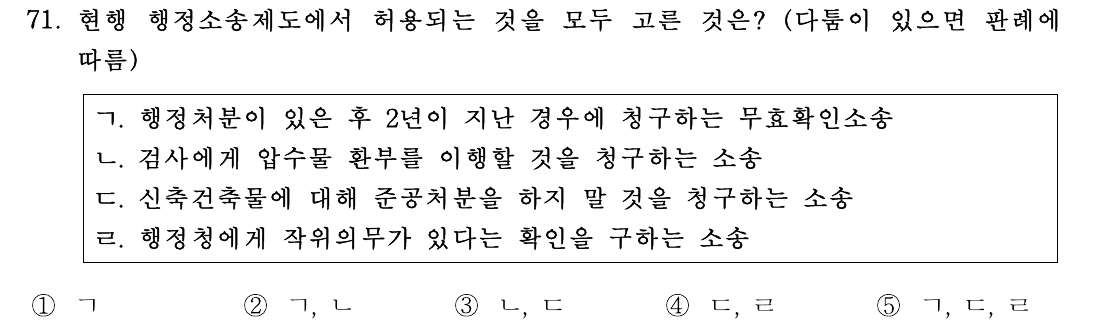 71. 현행 행정소송제도에서 허용되는 것을 모두 고른 것은? (다툼이 있으면 판례에
따름)
ㄱ. 행정처분이 있은 후 2년이 지난 경우에 청구하는 무효확인소송
ㄴ. 검사에게 압수물 환부를 이행할 것을 청구하는 소송
ㄷ. 신축건축물에 대해 준공처분을 하지 말 것을 청구하는 소송
ㄹ. 행정청에게 작위의무가 있다는 확인을 구하는 소송
① ㄱ ② ㄱ, ㄴ ③ ㄴ, ㄷ ④ ㄷ, ㄹ ⑤ ㄱ, ㄷ, ㄹ